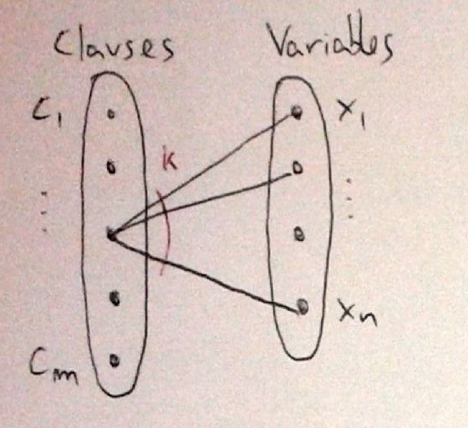 Clauses Variables
C₁ K X₁
... ...
Cₘ Xₙ